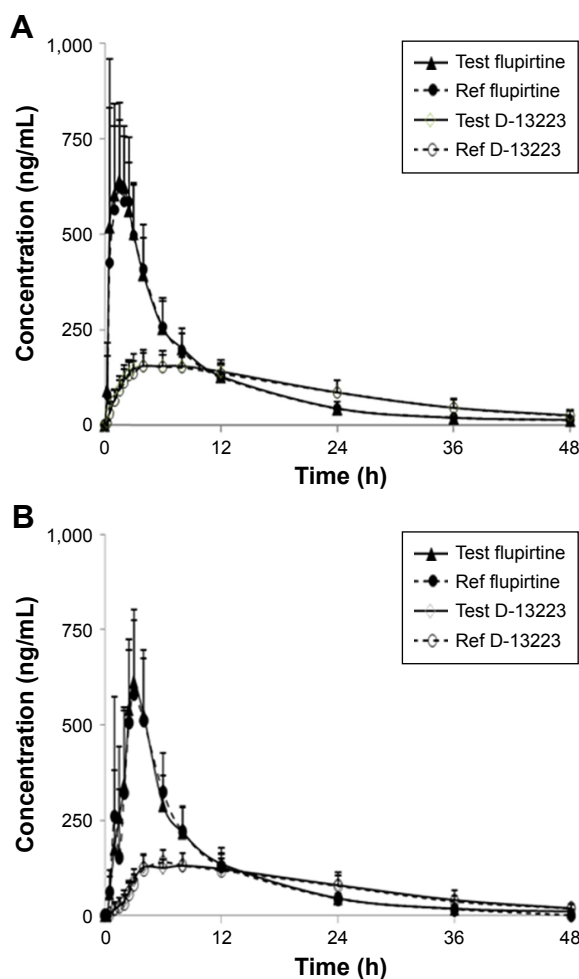 A
1,000
750
500
250
0
Concentration (ng/mL)
Test flupirtine
Ref flupirtine
Test D-13223
Ref D-13223
0 12 24 36 48
Time (h)
B
1,000
750
500
250
0
Concentration (ng/mL)
Test flupirtine
Ref flupirtine
Test D-13223
Ref D-13223
0 12 24 36 48
Time (h)